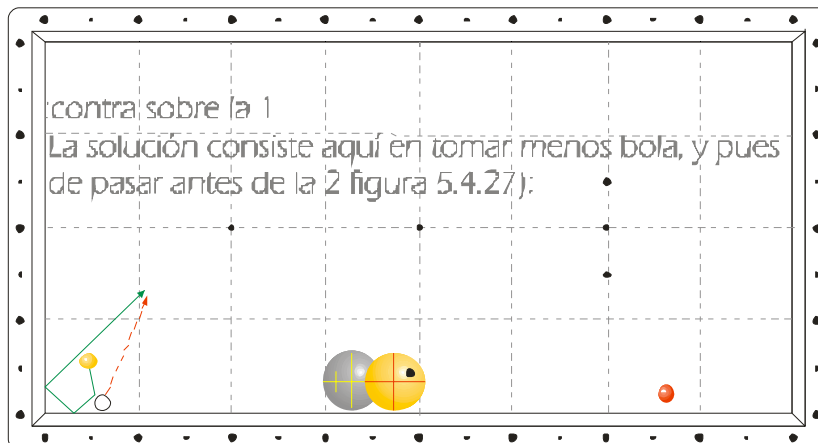 contra sobre la 1
La solución consiste aquí en tomar menos bola, y pues
de pasar antes de la 2 figura 5.4.27):